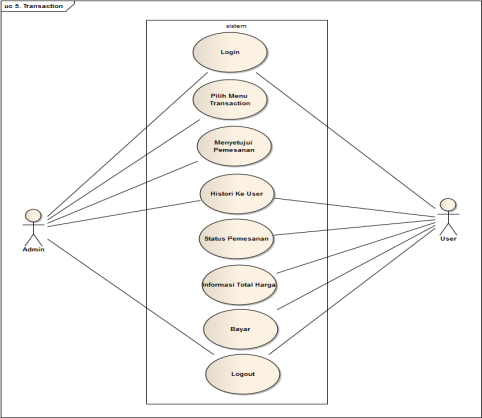 uc 5. Transaction
sistem
Login
Pilih Menu
Transaction
Menyetujui
Pemesanan
Histori Ke User
Status Pemesanan
Informasi Total Harga
Bayar
Logout
Admin
User